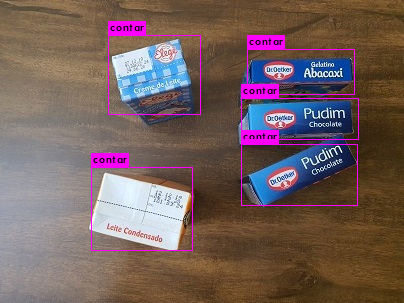 contar
Elegê
Creme de Leite
contar
Dr.Oetker
Gelatina
Abacaxi
contar
Dr.Oetker
Pudim
Chocolate
contar
Dr.Oetker
Pudim
Chocolate
contar
Leite Condensado